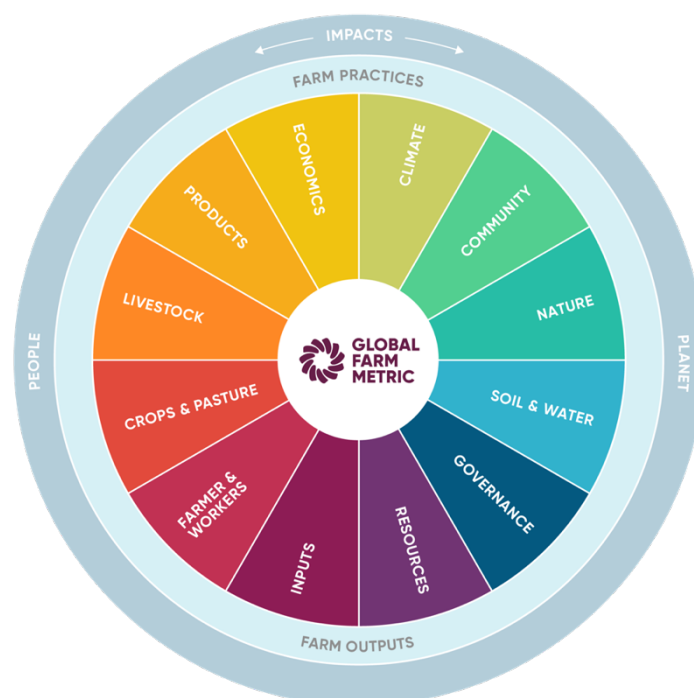 IMPACTS
FARM PRACTICES
ECONOMICS
CLIMATE
PRODUCTS
COMMUNITY
LIVESTOCK
NATURE
PEOPLE
GLOBAL
FARM
METRIC
PLANET
CROPS & PASTURE
SOIL & WATER
FARMER &
WORKERS
GOVERNANCE
INPUTS
RESOURCES
FARM OUTPUTS